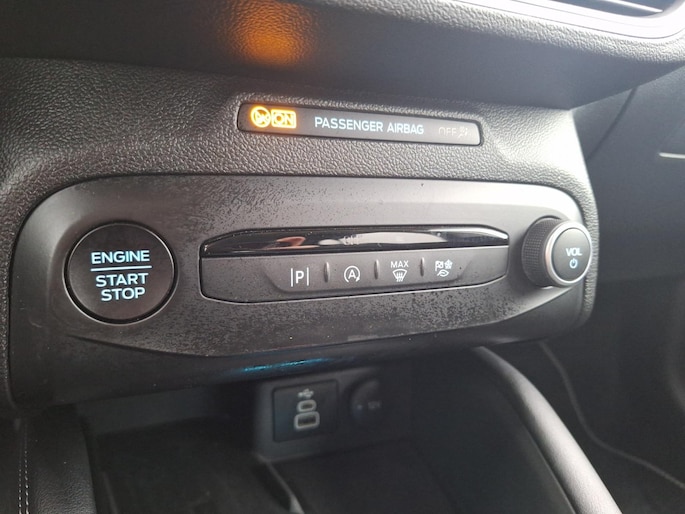 ON PASSENGER AIRBAG OFF
ENGINE
START
STOP
P
A
MAX
VOL